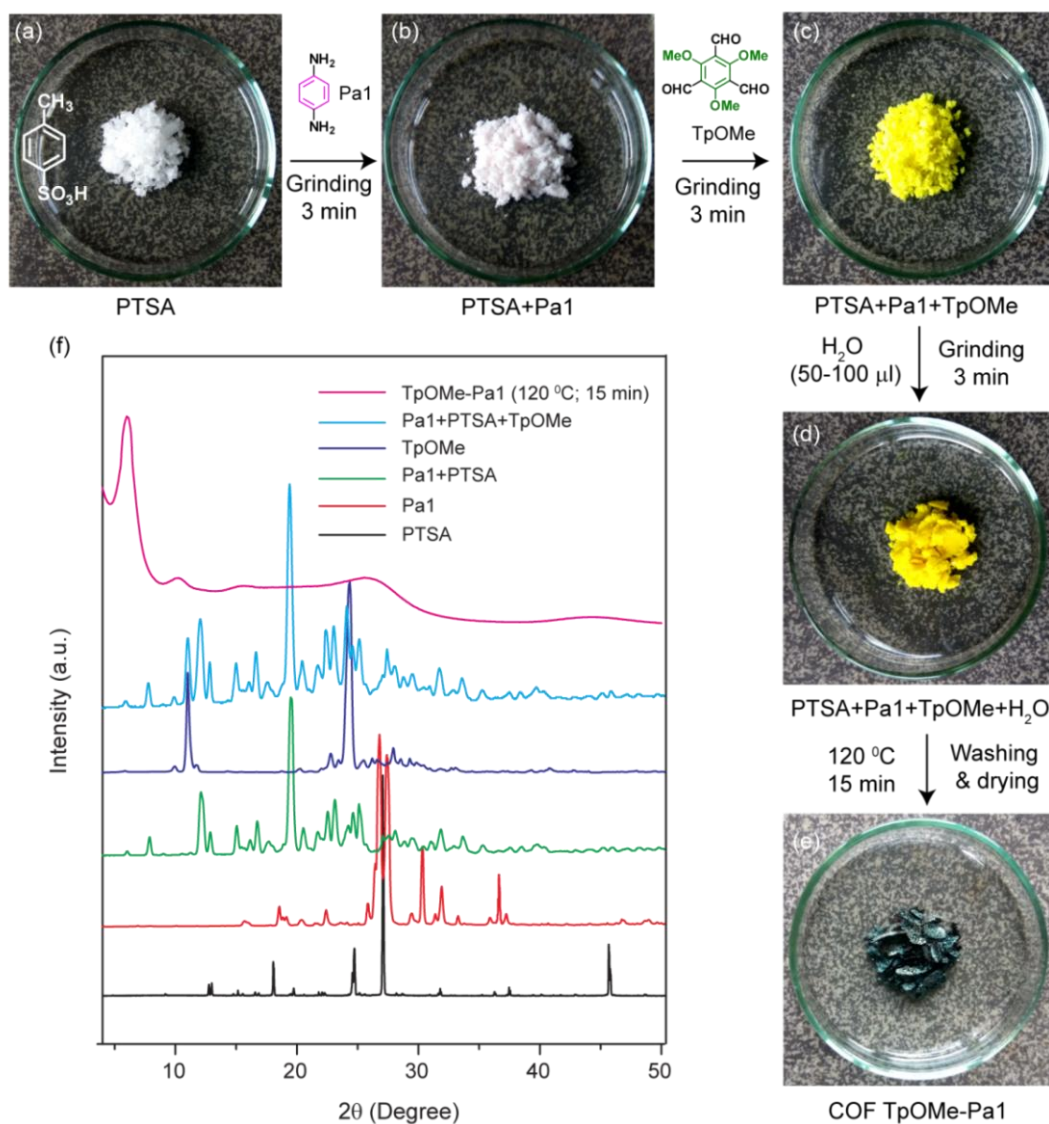 (a)
CH3
SO3H
PTSA
NH2
Pa1
NH2
Grinding
3 min
(b)
PTSA+Pa1
CHO
MeO
OMe
OHC
CHO
OMe
TpOMe
Grinding
3 min
(c)
PTSA+Pa1+TpOMe
H2O
(50-100 µl)
Grinding
3 min
(d)
PTSA+Pa1+TpOMe+H2O
120 ⁰C
15 min
Washing
& drying
(e)
COF TpOMe-Pa1
(f)
TpOMe-Pa1 (120 ⁰C; 15 min)
Pa1+PTSA+TpOMe
TpOMe
Pa1+PTSA
Pa1
PTSA
Intensity (a.u.)
10 20 30 40 50
2θ (Degree)